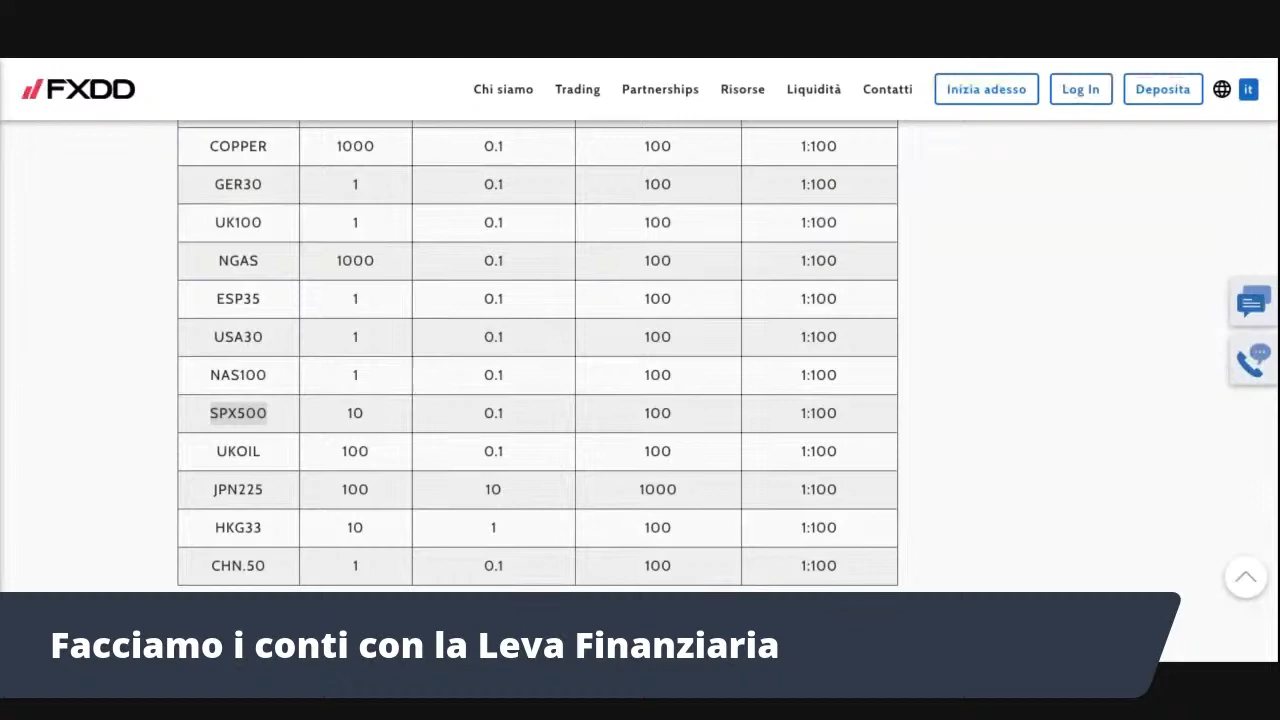 FXDD
Chi siamo Trading Partnerships Risorse Liquidità Contatti Inizia adesso Log In Deposita it
COPPER 1000 0.1 100 1:100
GER30 1 0.1 100 1:100
UK100 1 0.1 100 1:100
NGAS 1000 0.1 100 1:100
ESP35 1 0.1 100 1:100
USA30 1 0.1 100 1:100
NAS100 1 0.1 100 1:100
SPX500 10 0.1 100 1:100
UKOIL 100 0.1 100 1:100
JPN225 100 10 1000 1:100
HKG33 10 1 100 1:100
CHN.50 1 0.1 100 1:100
Facciamo i conti con la Leva Finanziaria